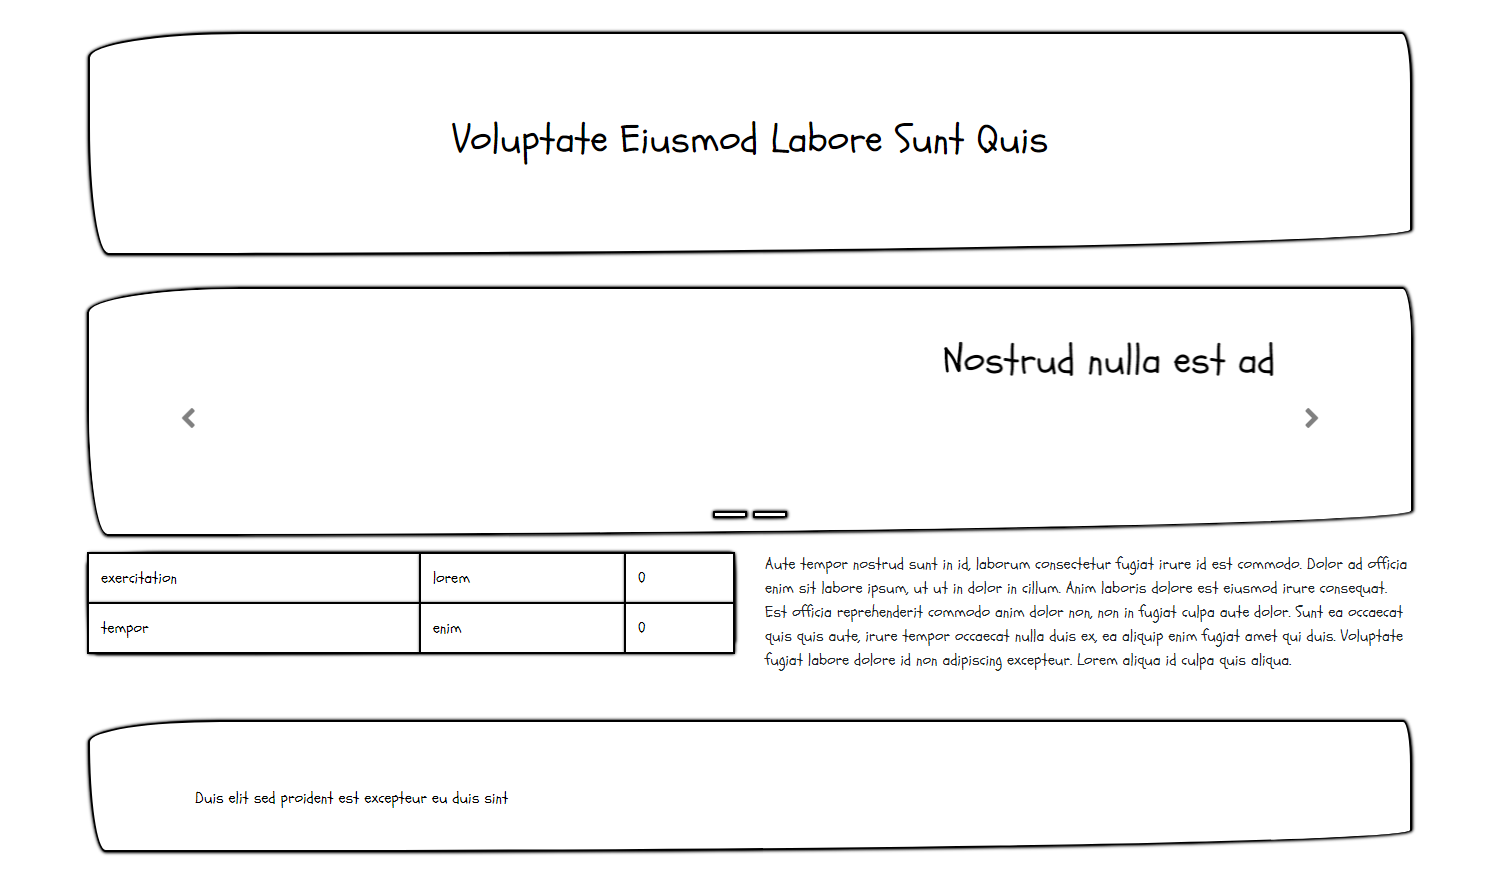 Voluptate Eiusmod Labore Sunt Quis
Nostrud nulla est ad
exercitation lorem 0
tempor enim 0
Aute tempor nostrud sunt in id, laborum consectetur fugiat irure id est commodo. Dolor ad officia
enim sit labore ipsum, ut ut in dolor in cillum. Anim laboris dolore est eiusmod irure consequat.
Est officia reprehenderit commodo anim dolor non, non in fugiat culpa aute dolor. Sunt ea occaecat
quis quis aute, irure tempor occaecat nulla duis ex, ea aliquip enim fugiat amet qui duis. Voluptate
fugiat labore dolore id non adipiscing excepteur. Lorem aliqua id culpa quis aliqua.
Duis elit sed proident est excepteur eu duis sint